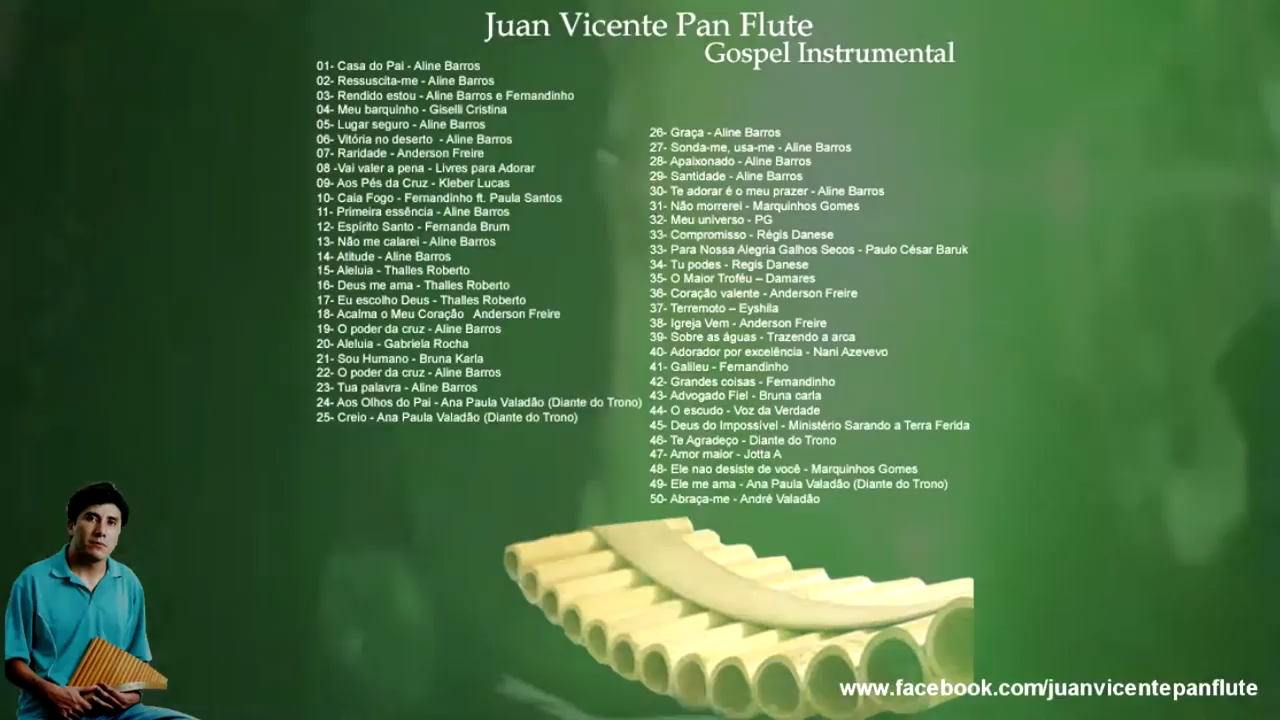 Juan Vicente Pan Flute
Gospel Instrumental
01- Casa do Pai - Aline Barros
02- Ressuscita-me - Aline Barros
03- Rendido estou - Aline Barros e Fernandinho
04- Meu barquinho - Giselli Cristina
05- Lugar seguro - Aline Barros
06- Vitória no deserto - Aline Barros
07- Raridade - Anderson Freire
08 -Vai valer a pena - Livres para Adorar
09- Aos Pés da Cruz - Kleber Lucas
10- Caia Fogo - Fernandinho ft. Paula Santos
11- Primeira essência - Aline Barros
12- Espírito Santo - Fernanda Brum
13- Não me calarei - Aline Barros
14- Atitude - Aline Barros
15- Aleluia - Thalles Roberto
16- Deus me ama - Thalles Roberto
17- Eu escolho Deus - Thalles Roberto
18- Acalma o Meu Coração Anderson Freire
19- O poder da cruz - Aline Barros
20- Aleluia - Gabriela Rocha
21- Sou Humano - Bruna Karla
22- O poder da cruz - Aline Barros
23- Tua palavra - Aline Barros
24- Aos Olhos do Pai - Ana Paula Valadão (Diante do Trono)
25- Creio - Ana Paula Valadão (Diante do Trono)
26- Graça - Aline Barros
27- Sonda-me, usa-me - Aline Barros
28- Apaixonado - Aline Barros
29- Santidade - Aline Barros
30- Te adorar é o meu prazer - Aline Barros
31- Não morrerei - Marquinhos Gomes
32- Meu universo - PG
33- Compromisso - Régis Danese
33- Para Nossa Alegria Galhos Secos - Paulo César Baruk
34- Tu podes - Regis Danese
35- O Maior Troféu – Damares
36- Coração valente - Anderson Freire
37- Terremoto – Eyshila
38- Igreja Vem - Anderson Freire
39- Sobre as águas - Trazendo a arca
40- Adorador por excelência - Nani Azevevo
41- Galileu - Fernandinho
42- Grandes coisas - Fernandinho
43- Advogado Fiel - Bruna carla
44- O escudo - Voz da Verdade
45- Deus do Impossível - Ministério Sarando a Terra Ferida
46- Te Agradeço - Diante do Trono
47- Amor maior - Jotta A
48- Ele nao desiste de você - Marquinhos Gomes
49- Ele me ama - Ana Paula Valadão (Diante do Trono)
50- Abraça-me - André Valadão
www.facebook.com/juanvicentepanflute